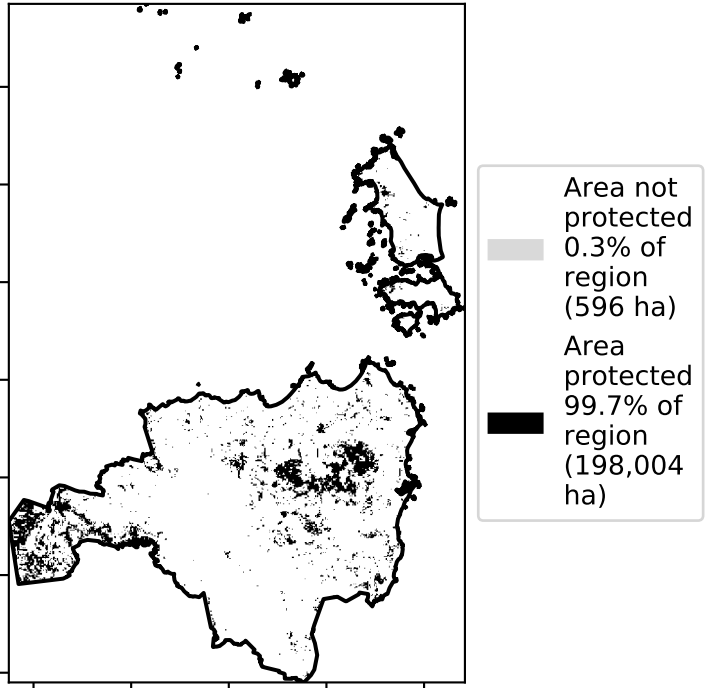 Area not
protected
0.3% of
region
(596 ha)
Area
protected
99.7% of
region
(198,004
ha)